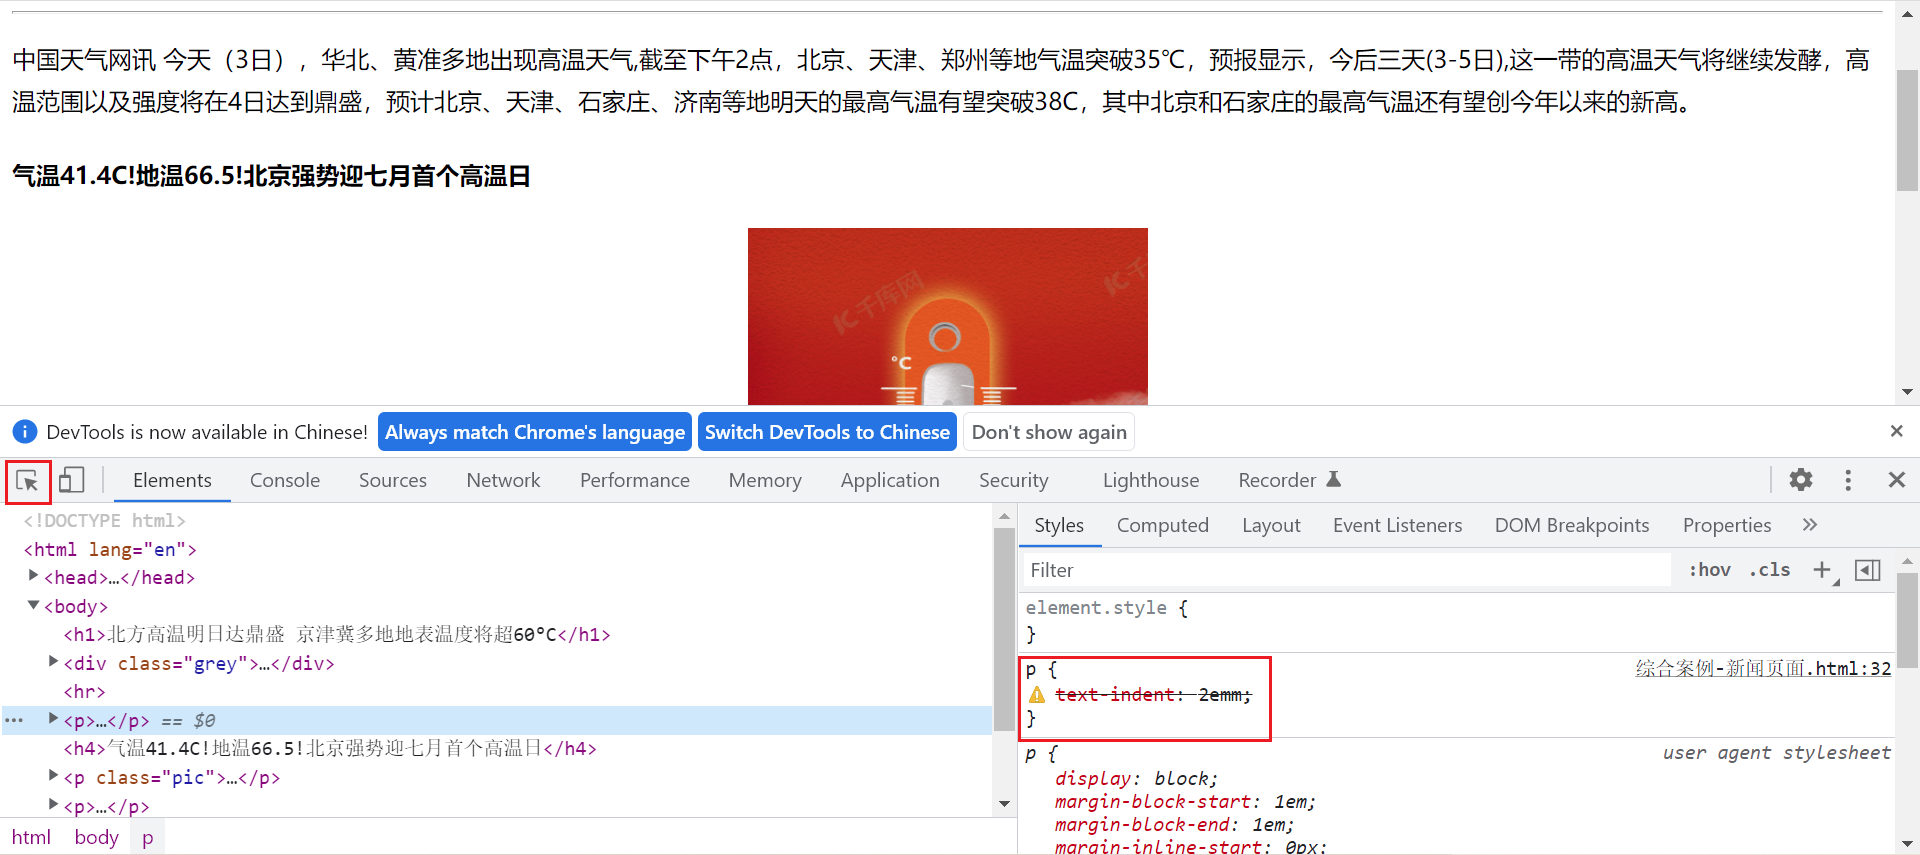 中国天气网讯 今天（3日），华北、黄准多地出现高温天气,截至下午2点，北京、天津、郑州等地气温突破35℃，预报显示，今后三天(3-5日),这一带的高温天气将继续发酵，高
温范围以及强度将在4日达到鼎盛，预计北京、天津、石家庄、济南等地明天的最高气温有望突破38C，其中北京和石家庄的最高气温还有望创今年以来的新高。
气温41.4C!地温66.5!北京强势迎七月首个高温日
千库网
千
°C
DevTools is now available in Chinese! Always match Chrome's language Switch DevTools to Chinese Don't show again
Elements Console Sources Network Performance Memory Application Security Lighthouse Recorder
<!DOCTYPE html>
<html lang="en">
<head>…</head>
<body>
<h1>北方高温明日达鼎盛 京津冀多地地表温度将超60°C</h1>
<div class="grey">…</div>
<hr>
<p>…</p> == $0
<h4>气温41.4C!地温66.5!北京强势迎七月首个高温日</h4>
<p class="pic">…</p>
<p>…</p>
html body p
Styles Computed Layout Event Listeners DOM Breakpoints Properties
Filter :hov .cls
element.style {
}
p { 综合案例-新闻页面.html:32
text-indent: 2emm;
}
p { user agent stylesheet
display: block;
margin-block-start: 1em;
margin-block-end: 1em;
margin-inline-start: 0px;